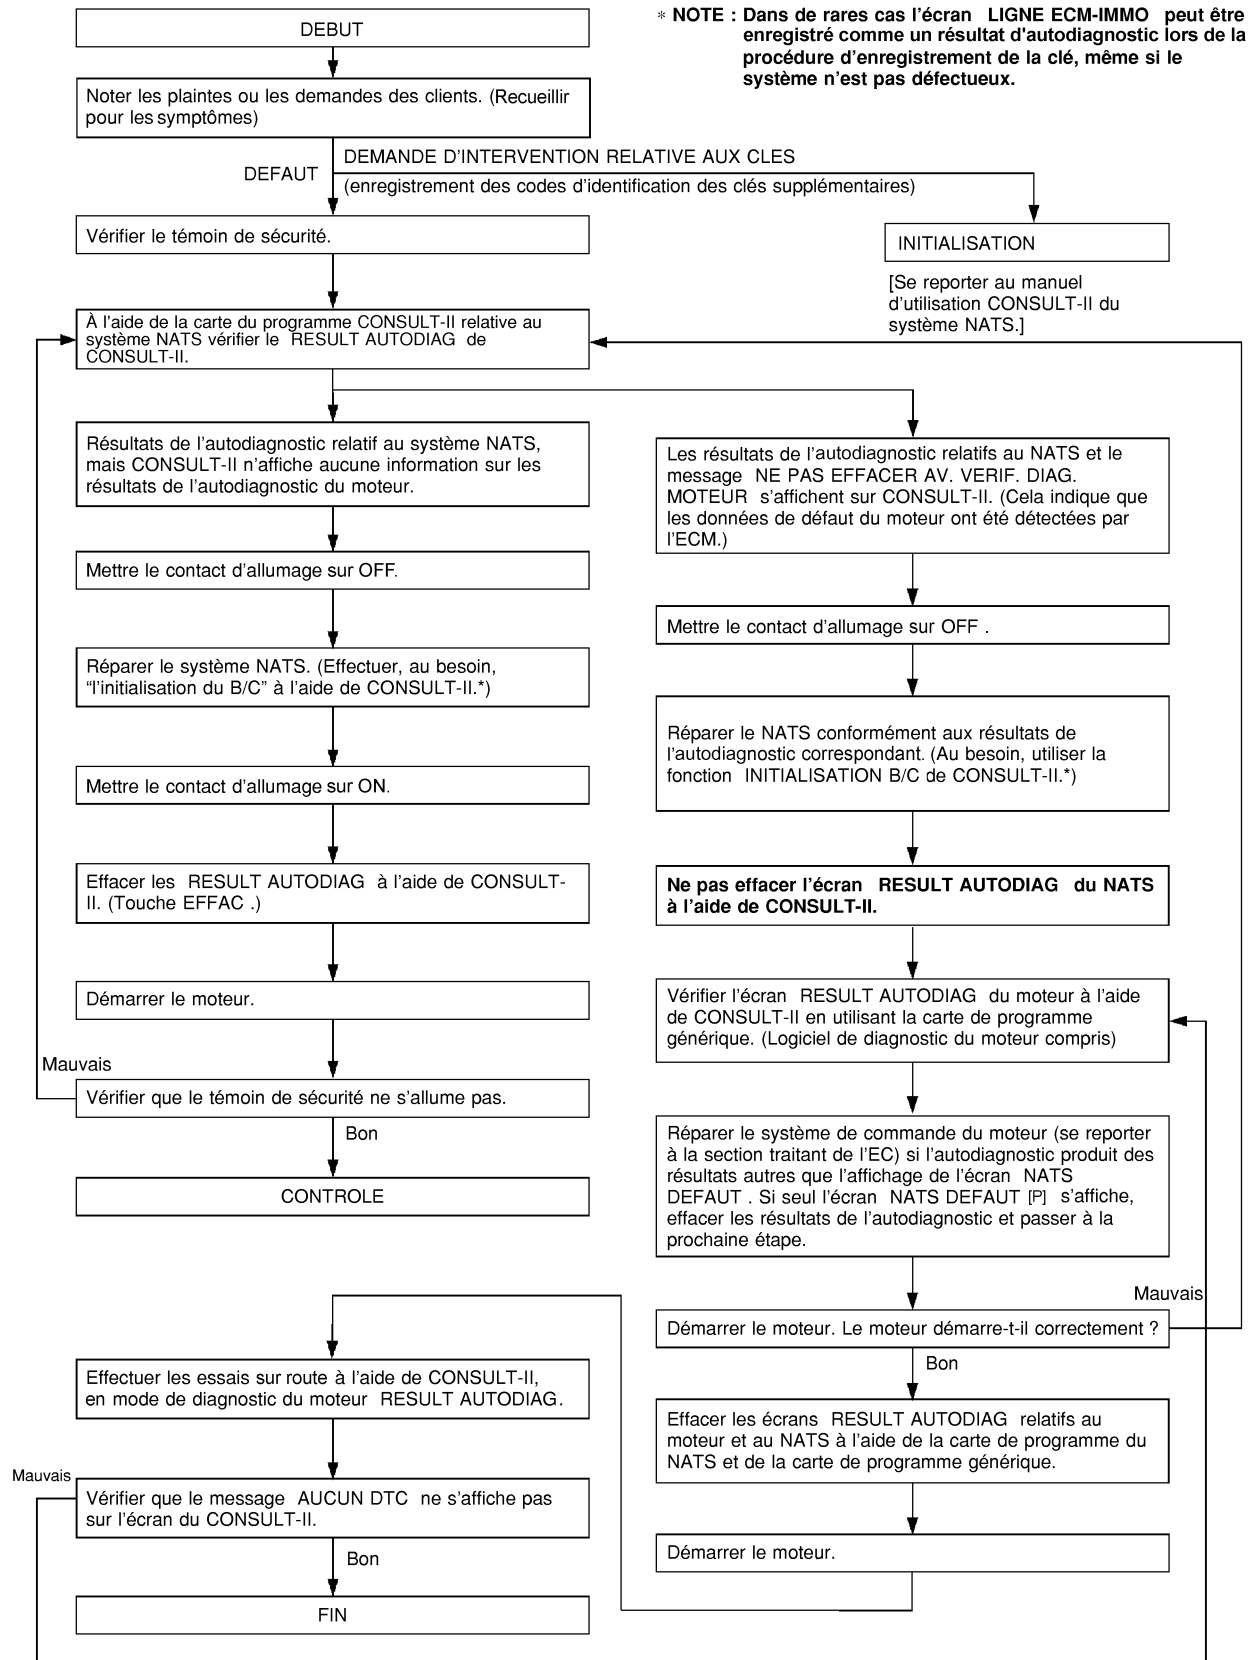 DEBUT
* NOTE : Dans de rares cas l'écran LIGNE ECM-IMMO peut être
enregistré comme un résultat d'autodiagnostic lors de la
procédure d'enregistrement de la clé, même si le
système n'est pas défectueux.
Noter les plaintes ou les demandes des clients. (Recueillir
pour les symptômes)
DEFAUT
DEMANDE D'INTERVENTION RELATIVE AUX CLES
(enregistrement des codes d'identification des clés supplémentaires)
Vérifier le témoin de sécurité.
INITIALISATION
[Se reporter au manuel
d'utilisation CONSULT-II du
système NATS.]
À l'aide de la carte du programme CONSULT-II relative au
système NATS vérifier le RESULT AUTODIAG de
CONSULT-II.
Résultats de l'autodiagnostic relatif au système NATS,
mais CONSULT-II n'affiche aucune information sur les
résultats de l'autodiagnostic du moteur.
Mettre le contact d'allumage sur OFF.
Réparer le système NATS. (Effectuer, au besoin,
“l'initialisation du B/C” à l'aide de CONSULT-II.*)
Mettre le contact d'allumage sur ON.
Effacer les RESULT AUTODIAG à l'aide de CONSULT-
II. (Touche EFFAC .)
Démarrer le moteur.
Mauvais
Vérifier que le témoin de sécurité ne s'allume pas.
Bon
CONTROLE
Les résultats de l'autodiagnostic relatifs au NATS et le
message NE PAS EFFACER AV. VERIF. DIAG.
MOTEUR s'affichent sur CONSULT-II. (Cela indique que
les données de défaut du moteur ont été détectées par
l'ECM.)
Mettre le contact d'allumage sur OFF .
Réparer le NATS conformément aux résultats de
l'autodiagnostic correspondant. (Au besoin, utiliser la
fonction INITIALISATION B/C de CONSULT-II.*)
Ne pas effacer l'écran RESULT AUTODIAG du NATS
à l'aide de CONSULT-II.
Vérifier l'écran RESULT AUTODIAG du moteur à l'aide
de CONSULT-II en utilisant la carte de programme
générique. (Logiciel de diagnostic du moteur compris)
Réparer le système de commande du moteur (se reporter
à la section traitant de l'EC) si l'autodiagnostic produit des
résultats autres que l'affichage de l'écran NATS
DEFAUT . Si seul l'écran NATS DEFAUT [P] s'affiche,
effacer les résultats de l'autodiagnostic et passer à la
prochaine étape.
Mauvais
Démarrer le moteur. Le moteur démarre-t-il correctement ?
Bon
Effacer les écrans RESULT AUTODIAG relatifs au
moteur et au NATS à l'aide de la carte de programme du
NATS et de la carte de programme générique.
Démarrer le moteur.
Effectuer les essais sur route à l'aide de CONSULT-II,
en mode de diagnostic du moteur RESULT AUTODIAG.
Mauvais
Vérifier que le message AUCUN DTC ne s'affiche pas
sur l'écran du CONSULT-II.
Bon
FIN